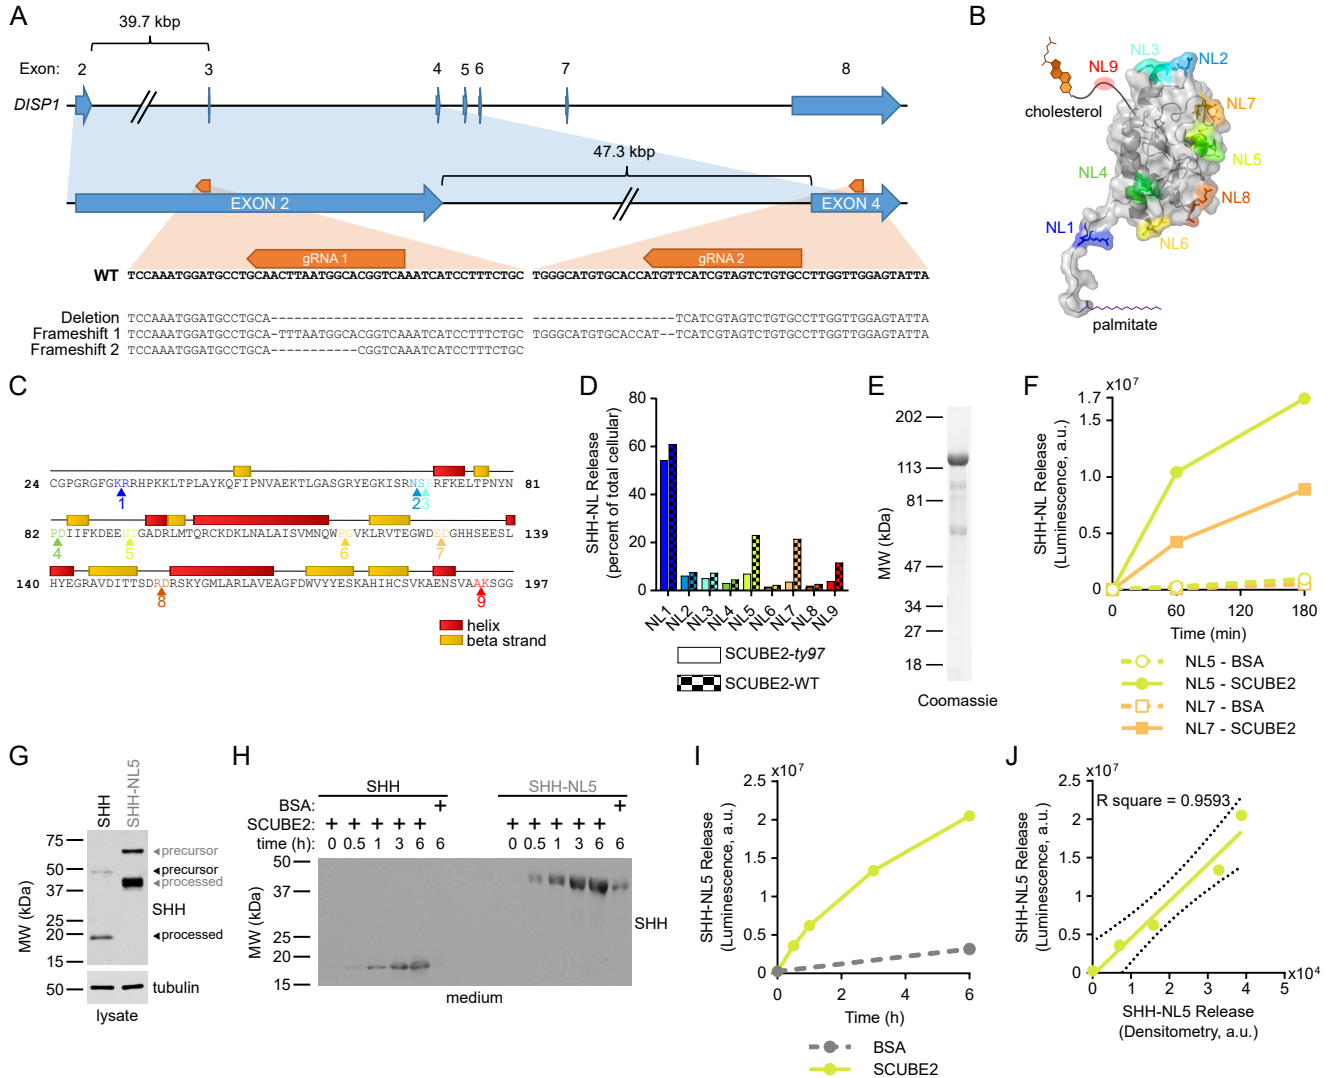 A
39.7 kbp
Exon: 2 3 4 5 6 7 8
DISP1
47.3 kbp
EXON 2 EXON 4
gRNA 1 gRNA 2
WT TCCAAATGGATGCCTGCAACTTAATGGCACGGTCAAATCATCCTTTCTGC TGGGCATGTGCACCATGTTCATCGTAGTCTGTGCCTTGGTTGGAGTATTA
Deletion TCCAAATGGATGCCTGCA-------------------------------- ------------------TCATCGTAGTCTGTGCCTTGGTTGGAGTATTA
Frameshift 1 TCCAAATGGATGCCTGCA-TTTAATGGCACGGTCAAATCATCCTTTCTGC TGGGCATGTGCACCAT--TCATCGTAGTCTGTGCCTTGGTTGGAGTATTA
Frameshift 2 TCCAAATGGATGCCTGCA-----------CGGTCAAATCATCCTTTCTGC
B
NL3
NL2
NL9
NL7
cholesterol
NL5
NL4
NL8
NL1
NL6
palmitate
C
24 CGPGRGFGKRRHPKKLTPLAYKQFIPNVAEKTLGASGRYEGKISRNSERFKELTPNYN 81
1 2 3
82 PDIIFKDEENTGADRLMTQRCKDKLNALAISVMNQWPGVKLRVTEGWDEDGHHSEESL 139
4 5 6 7
140 HYEGRAVDITTSDRDRSKYGMLARLAVEAGFDWVYYESKAHIHCSVKAENSVAAKSGG 197
8 9
helix
beta strand
D
80
60
40
20
0
SHH-NL Release
(percent of total cellular)
NL1 NL2 NL3 NL4 NL5 NL6 NL7 NL8 NL9
SCUBE2-ty97
SCUBE2-WT
E
202
113
81
47
34
27
18
MW (kDa)
Coomassie
F
x10⁷
1.7
1.0
0.5
0
SHH-NL Release
(Luminescence, a.u.)
0 60 120 180
Time (min)
NL5 - BSA
NL5 - SCUBE2
NL7 - BSA
NL7 - SCUBE2
G
SHH
SHH-NL5
75
50
37
25
20
15
50
MW (kDa)
precursor
precursor
processed
SHH
processed
tubulin
lysate
H
SHH SHH-NL5
BSA: + +
SCUBE2: + + + + + + + + + +
time (h): 0 0.5 1 3 6 6 0 0.5 1 3 6 6
50
37
25
20
15
MW (kDa)
SHH
medium
I
x10⁷
2.5
2
1.5
1
0.5
0
SHH-NL5 Release
(Luminescence, a.u.)
0 2 4 6
Time (h)
BSA
SCUBE2
J
x10⁷
2.5
2
1.5
1
0.5
0
R square = 0.9593
SHH-NL5 Release
(Luminescence, a.u.)
0 1 2 3 4 5 x10⁴
SHH-NL5 Release
(Densitometry, a.u.)